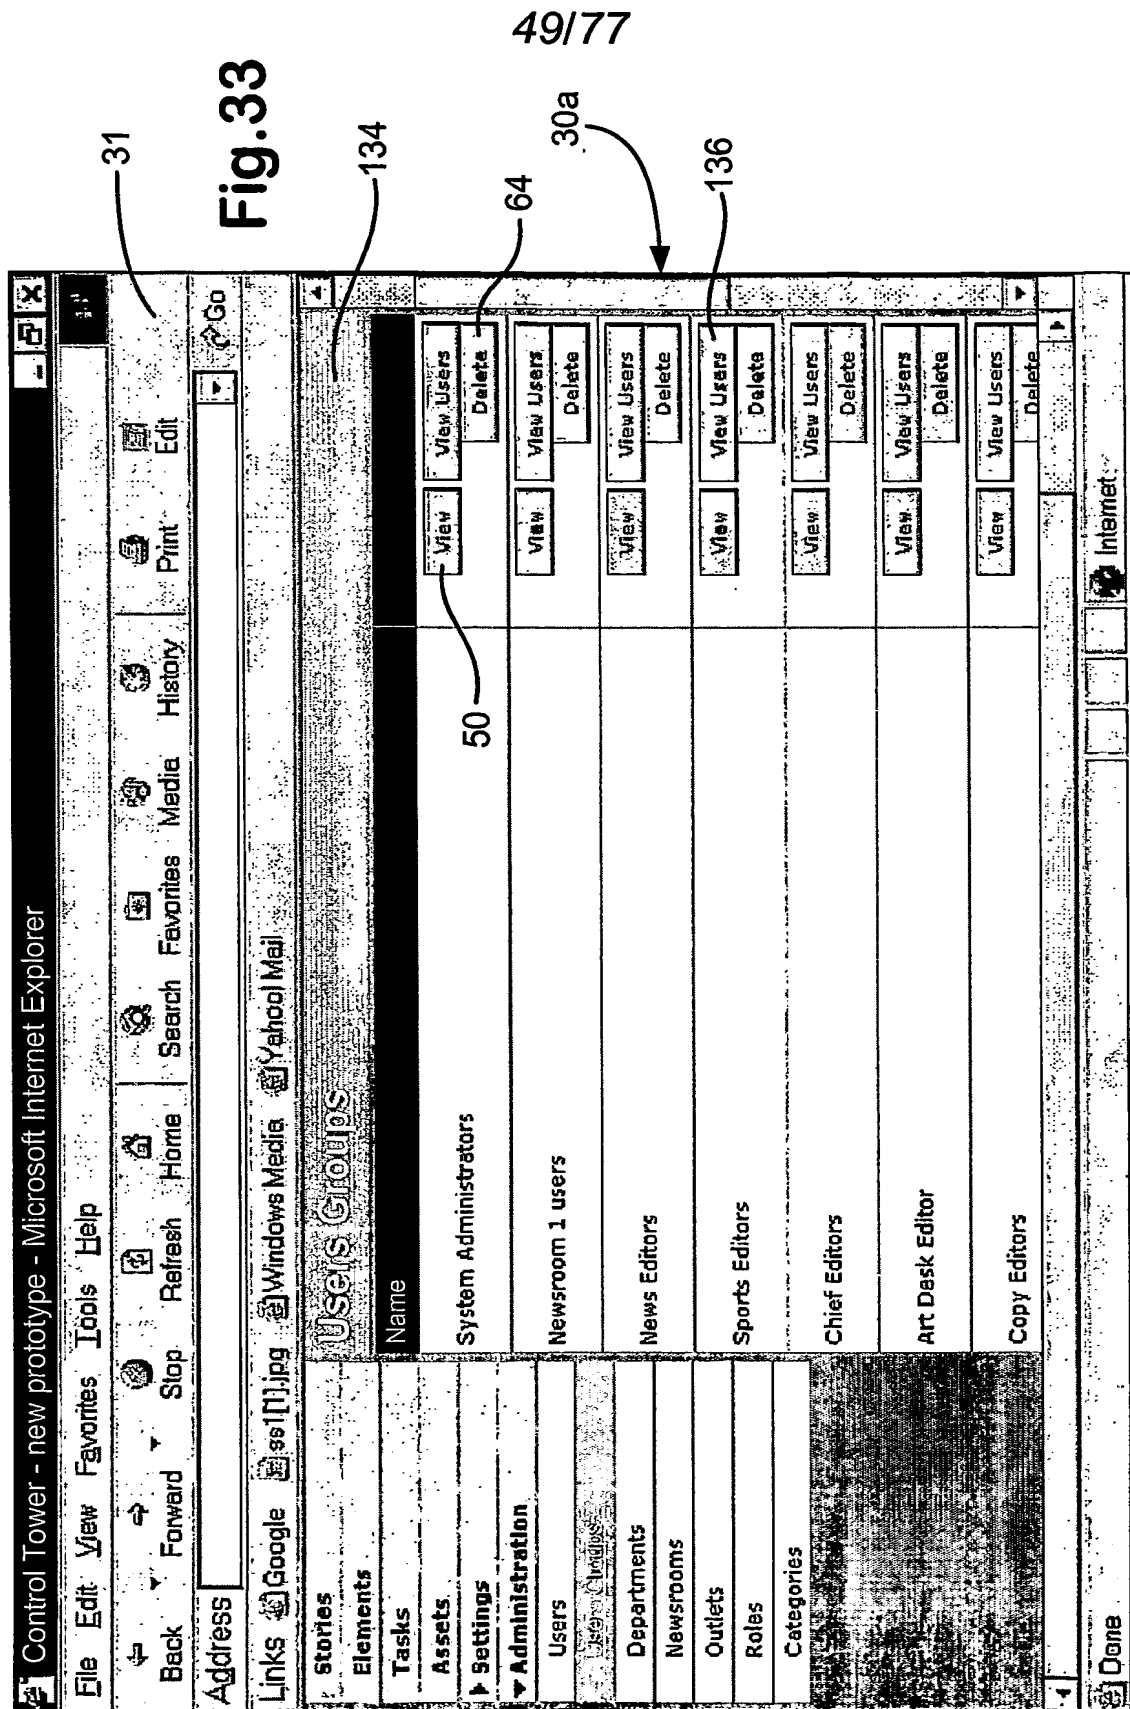 49/77
Fig.33
Control Tower - new prototype - Microsoft Internet Explorer
File Edit View Favorites Tools Help
Back Forward Stop Refresh Home Search Favorites Media History Print Edit
31
Address Go
Links Google ss1[1].jpg Windows Media Yahoo! Mail
Stories
Elements
Tasks
Assets
Settings
Administration
Users
Departments
Newsrooms
Outlets
Roles
Categories
Users Groups
134
Name
System Administrators View View Users Delete
50
64
Newsroom 1 users View View Users Delete
30a
News Editors View View Users Delete
Sports Editors View View Users Delete
136
Chief Editors View View Users Delete
Art Desk Editor View View Users Delete
Copy Editors View View Users Delete
Done Internet